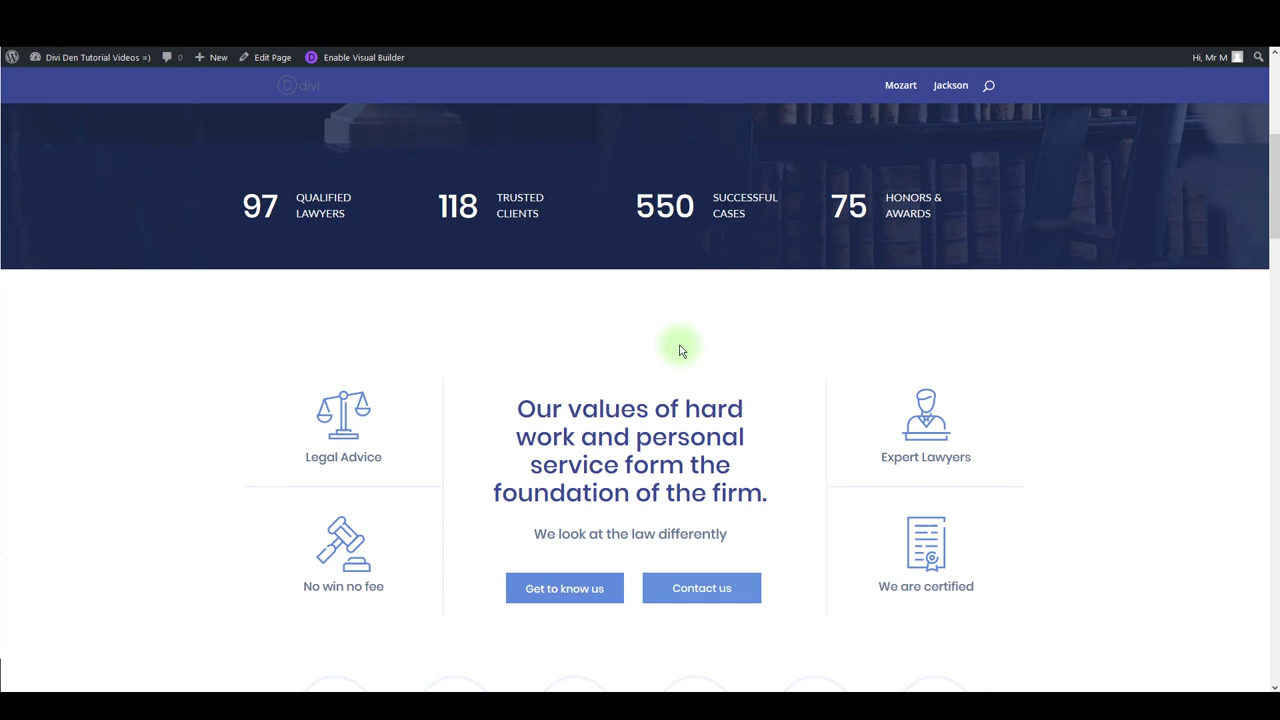 Divi Den Tutorial Videos =) 0 New Edit Page D Enable Visual Builder Hi, Mr M
D divi Mozart Jackson
97 QUALIFIED
LAWYERS
118 TRUSTED
CLIENTS
550 SUCCESSFUL
CASES
75 HONORS &
AWARDS
Legal Advice
No win no fee
Our values of hard
work and personal
service form the
foundation of the firm.
We look at the law differently
Get to know us Contact us
Expert Lawyers
We are certified